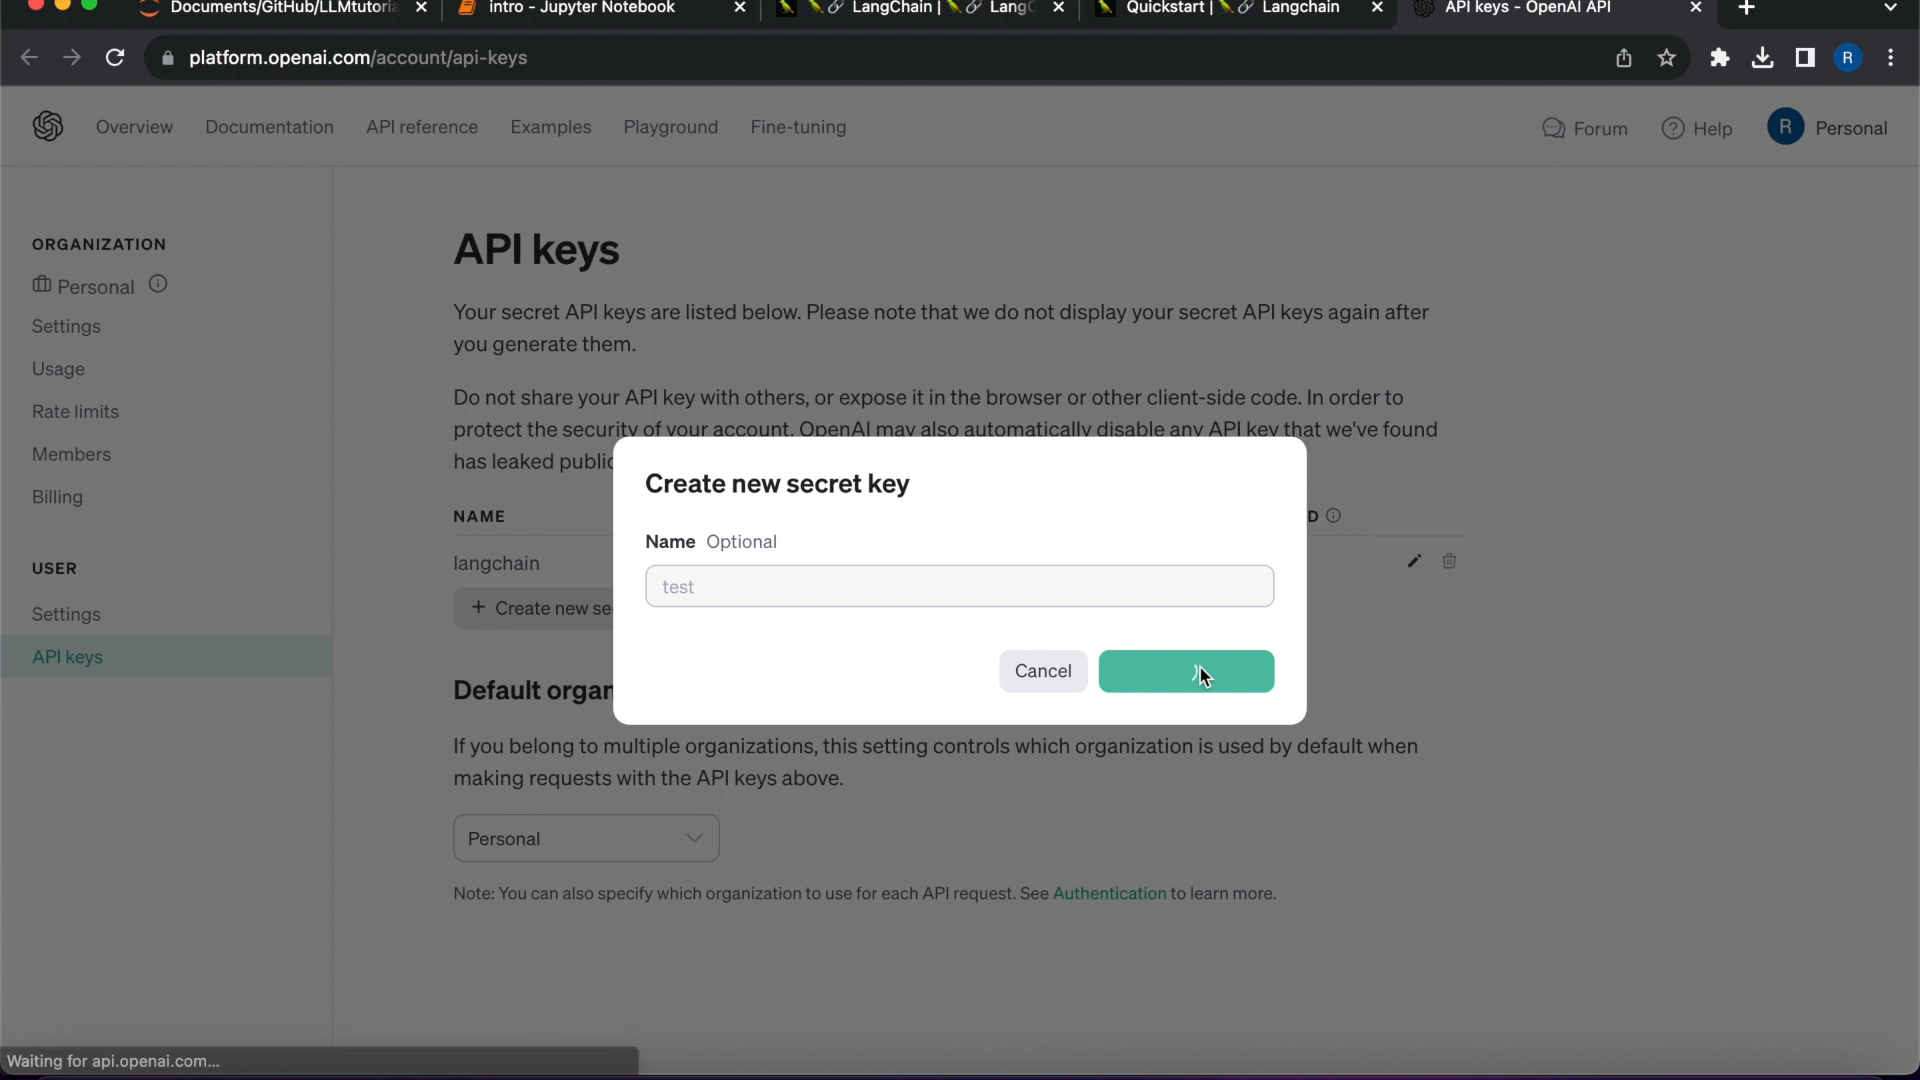 Documents/GitHub/LLMtutoria
intro - Jupyter Notebook
LangChain | LangC
Quickstart | Langchain
API keys - OpenAI API
platform.openai.com/account/api-keys
R
Overview
Documentation
API reference
Examples
Playground
Fine-tuning
Forum
Help
R
Personal
ORGANIZATION
Personal
Settings
Usage
Rate limits
Members
Billing
USER
Settings
API keys
API keys
Your secret API keys are listed below. Please note that we do not display your secret API keys again after
you generate them.
Do not share your API key with others, or expose it in the browser or other client-side code. In order to
protect the security of your account, OpenAI may also automatically disable any API key that we've found
has leaked public
NAME
D
langchain
+ Create new se
Create new secret key
Name Optional
test
Cancel
Default organ
If you belong to multiple organizations, this setting controls which organization is used by default when
making requests with the API keys above.
Personal
Note: You can also specify which organization to use for each API request. See Authentication to learn more.
Waiting for api.openai.com...